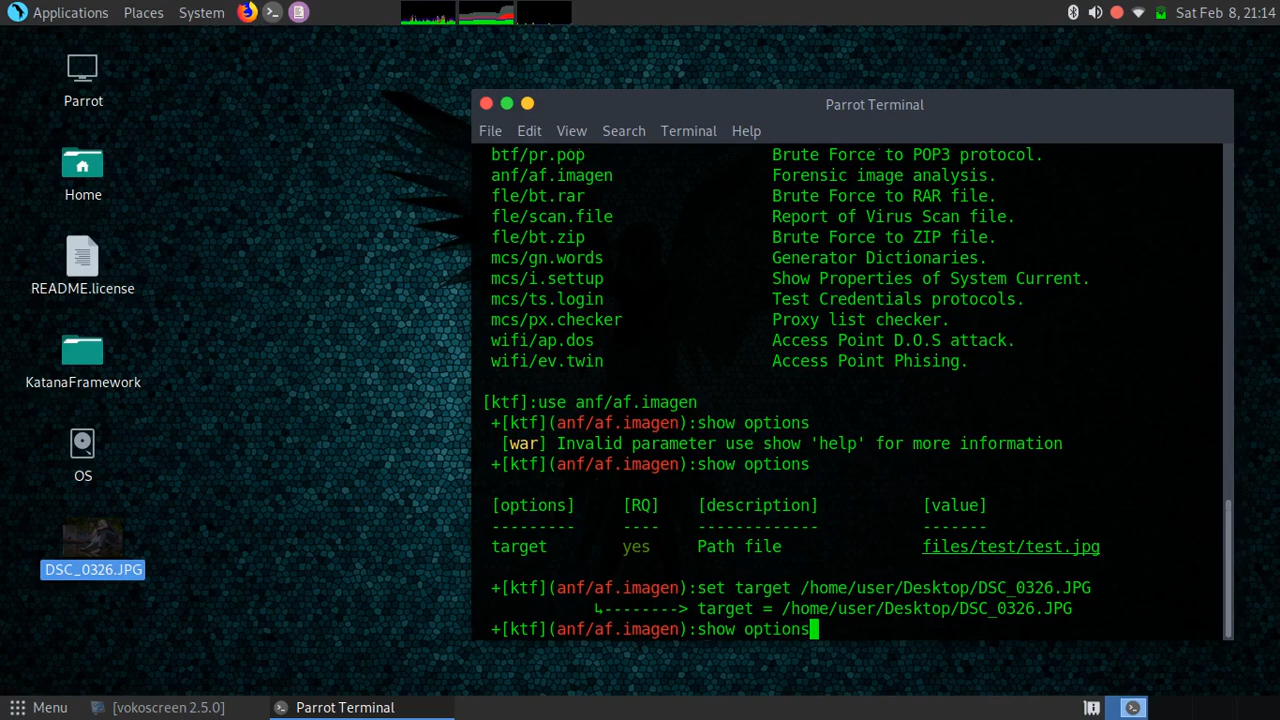 Applications Places System Sat Feb 8, 21:14
Parrot
Home
README.license
KatanaFramework
OS
DSC_0326.JPG
Parrot Terminal
File Edit View Search Terminal Help
btf/pr.pop Brute Force to POP3 protocol.
anf/af.imagen Forensic image analysis.
fle/bt.rar Brute Force to RAR file.
fle/scan.file Report of Virus Scan file.
fle/bt.zip Brute Force to ZIP file.
mcs/gn.words Generator Dictionaries.
mcs/i.settup Show Properties of System Current.
mcs/ts.login Test Credentials protocols.
mcs/px.checker Proxy list checker.
wifi/ap.dos Access Point D.O.S attack.
wifi/ev.twin Access Point Phising.
[ktf]:use anf/af.imagen
+[ktf](anf/af.imagen):show options
[war] Invalid parameter use show 'help' for more information
+[ktf](anf/af.imagen):show options
[options] [RQ] [description] [value]
--------- ---- ------------- -------
target yes Path file files/test/test.jpg
+[ktf](anf/af.imagen):set target /home/user/Desktop/DSC_0326.JPG
↳--------> target = /home/user/Desktop/DSC_0326.JPG
+[ktf](anf/af.imagen):show options
Menu [vokoscreen 2.5.0] Parrot Terminal